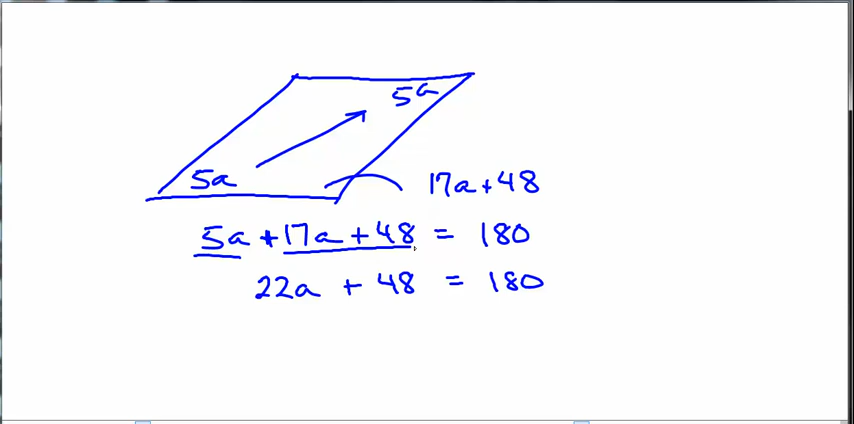 5a
5a
17a+48
5a + 17a + 48 = 180
22a + 48 = 180